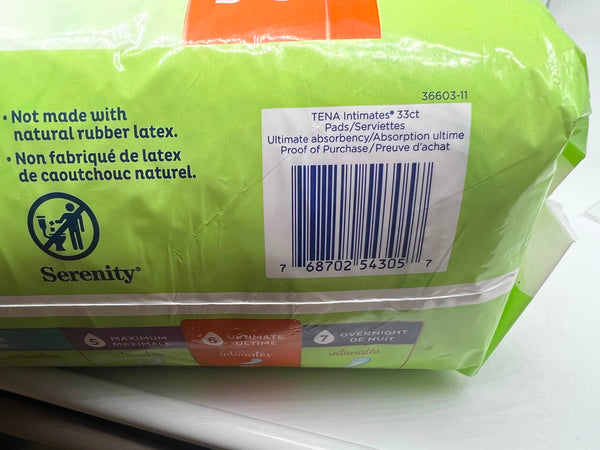 • Not made with
natural rubber latex.
• Non fabriqué de latex
de caoutchouc naturel.
Serenity®
36603-11
TENA Intimates® 33ct
Pads/Serviettes
Ultimate absorbency/Absorption ultime
Proof of Purchase/Preuve d'achat
7 68702 54305 7
5 MAXIMUM
MAXIMALE
6 ULTIMATE
ULTIME
intimates
7 OVERNIGHT
DE NUIT
intimates